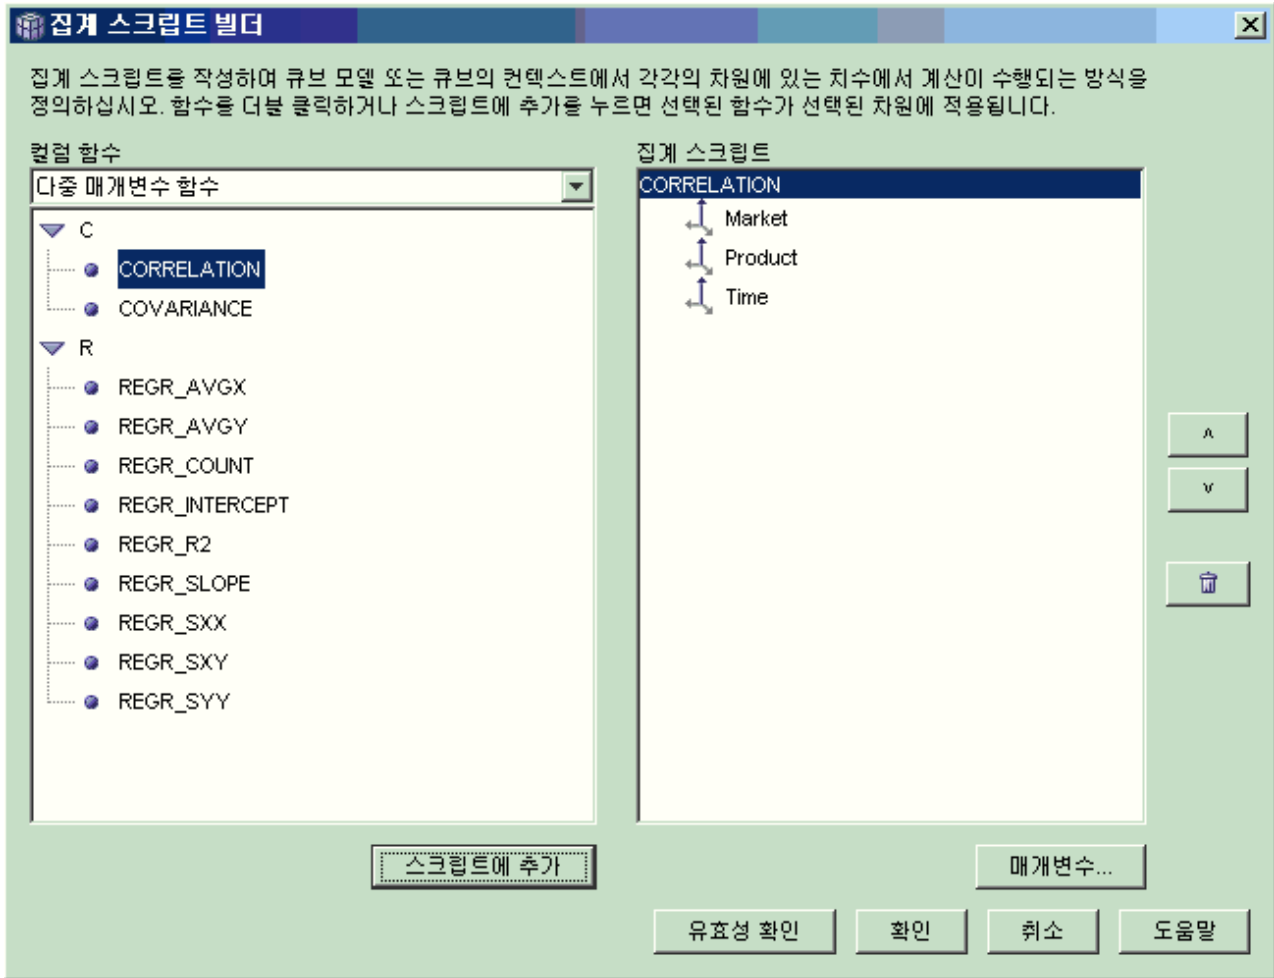 집계 스크립트 빌더
집계 스크립트를 작성하여 큐브 모델 또는 큐브의 컨텍스트에서 각각의 차원에 있는 치수에서 계산이 수행되는 방식을
정의하십시오. 함수를 더블 클릭하거나 스크립트에 추가를 누르면 선택된 함수가 선택된 차원에 적용됩니다.
컬럼 함수
다중 매개변수 함수
C
CORRELATION
COVARIANCE
R
REGR_AVGX
REGR_AVGY
REGR_COUNT
REGR_INTERCEPT
REGR_R2
REGR_SLOPE
REGR_SXX
REGR_SXY
REGR_SYY
스크립트에 추가
집계 스크립트
CORRELATION
Market
Product
Time
매개변수...
유효성 확인
확인
취소
도움말